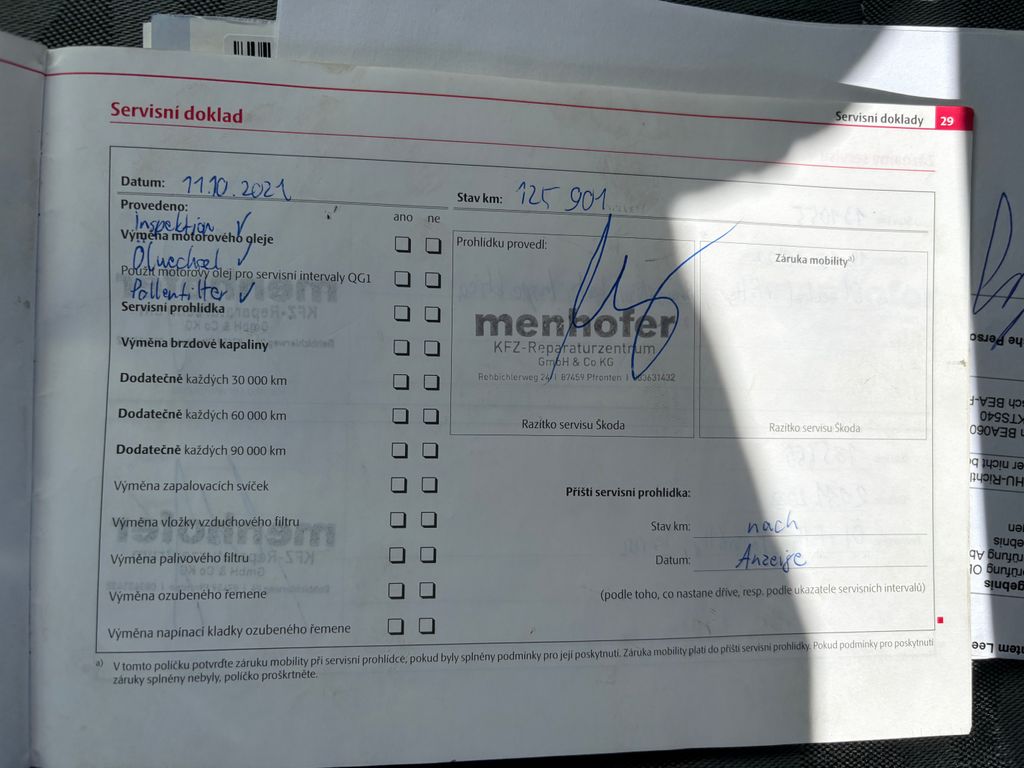 Servisní doklad
Servisní doklady 29
Datum: 11.10.2021
Stav km: 125 901
Provedeno:
ano ne
Inspektion ✓
Výměna motorového oleje
Ölwechsel ✓
Použit motorový olej pro servisní intervaly QG1
Pollenfilter ✓
Servisní prohlídka
Výměna brzdové kapaliny
Dodatečně každých 30 000 km
Dodatečně každých 60 000 km
Dodatečně každých 90 000 km
Výměna zapalovacích svíček
Výměna vložky vzduchového filtru
Výměna palivového filtru
Výměna ozubeného řemene
Výměna napínací kladky ozubeného řemene
Prohlídku provedl:
menhofer
KFZ-Reparaturzentrum
GmbH & Co KG
Rehbichlerweg 24 | 87459 Pfronten |
Razítko servisu Škoda
Záruka mobility a)
Razítko servisu Škoda
Příští servisní prohlídka:
Stav km: nach
Datum: Anzeige
(podle toho, co nastane dříve, resp. podle ukazatele servisních intervalů)
a) V tomto políčku potvrďte záruku mobility při servisní prohlídce, pokud byly splněny podmínky pro její poskytnutí. Záruka mobility platí do příští servisní prohlídky. Pokud podmínky pro poskytnutí
záruky splněny nebyly, políčko proškrtněte.